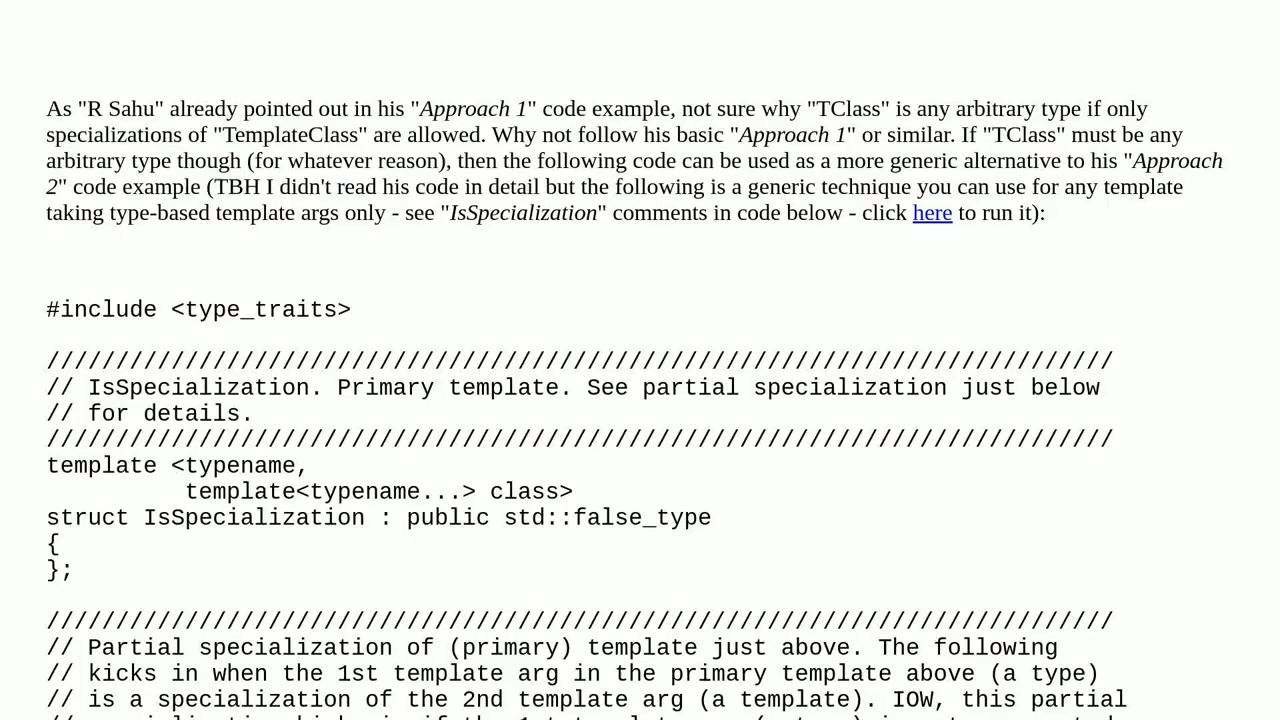 As "R Sahu" already pointed out in his "Approach 1" code example, not sure why "TClass" is any arbitrary type if only
specializations of "TemplateClass" are allowed. Why not follow his basic "Approach 1" or similar. If "TClass" must be any
arbitrary type though (for whatever reason), then the following code can be used as a more generic alternative to his "Approach
2" code example (TBH I didn't read his code in detail but the following is a generic technique you can use for any template
taking type-based template args only - see "IsSpecialization" comments in code below - click here to run it):
#include <type_traits>
/////////////////////////////////////////////////////////////////////////////
// IsSpecialization. Primary template. See partial specialization just below
// for details.
/////////////////////////////////////////////////////////////////////////////
template <typename,
          template<typename...> class>
struct IsSpecialization : public std::false_type
{
};
/////////////////////////////////////////////////////////////////////////////
// Partial specialization of (primary) template just above. The following
// kicks in when the 1st template arg in the primary template above (a type)
// is a specialization of the 2nd template arg (a template). IOW, this partial